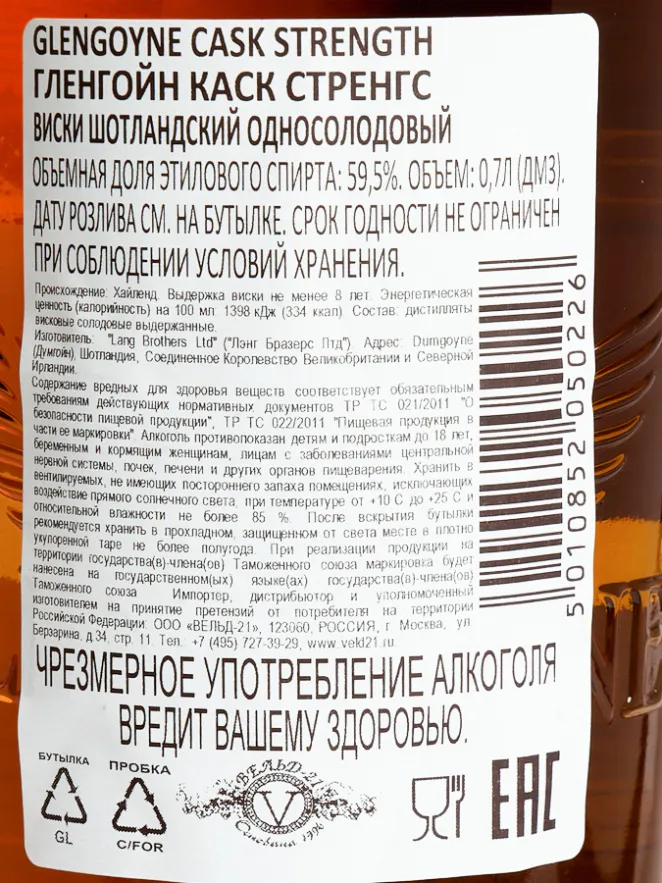 GLENGOYNE CASK STRENGTH
ГЛЕНГОЙН КАСК СТРЕНГС
ВИСКИ ШОТЛАНДСКИЙ ОДНОСОЛОДОВЫЙ
ОБЪЕМНАЯ ДОЛЯ ЭТИЛОВОГО СПИРТА: 59,5%. ОБЪЕМ: 0,7Л (ДМ3).
ДАТУ РОЗЛИВА СМ. НА БУТЫЛКЕ. СРОК ГОДНОСТИ НЕ ОГРАНИЧЕН
ПРИ СОБЛЮДЕНИИ УСЛОВИЙ ХРАНЕНИЯ.
Происхождение: Хайленд. Выдержка виски не менее 8 лет. Энергетическая
ценность (калорийность) на 100 мл: 1398 кДж (334 ккал). Состав: дистилляты
висковые солодовые выдержанные.
Изготовитель: "Lang Brothers Ltd" ("Лэнг Бразерс Лтд"). Адрес: Dumgoyne
(Думгойн), Шотландия, Соединенное Королевство Великобритании и Северной
Ирландии.
Содержание вредных для здоровья веществ соответствует обязательным
требованиям действующих нормативных документов ТР ТС 021/2011 "О
безопасности пищевой продукции", ТР ТС 022/2011 "Пищевая продукция в
части ее маркировки". Алкоголь противопоказан детям и подросткам до 18 лет,
беременным и кормящим женщинам, лицам с заболеваниями центральной
нервной системы, почек, печени и других органов пищеварения. Хранить в
вентилируемых, не имеющих постороннего запаха помещениях, исключающих
воздействие прямого солнечного света, при температуре от +10 С до +25 С и
относительной влажности не более 85 %. После вскрытия бутылки
рекомендуется хранить в прохладном, защищенном от света месте в плотно
укупоренной таре не более полугода. При реализации продукции на
территории государства(в)-члена(ов) Таможенного союза маркировка будет
нанесена на государственном(ых) языке(ах) государства(в)-члена(ов)
Таможенного союза Импортер, дистрибьютор и уполномоченный
изготовителем на принятие претензий от потребителя на территории
Российской Федерации: ООО «ВЕЛЬД-21», 123060, РОССИЯ, г. Москва, ул.
Берзарина, д.34, стр. 11. Тел.: +7 (495) 727-39-29, www.veld21.ru.
5 010852 050226
ЧРЕЗМЕРНОЕ УПОТРЕБЛЕНИЕ АЛКОГОЛЯ
ВРЕДИТ ВАШЕМУ ЗДОРОВЬЮ.
БУТЫЛКА
GL
ПРОБКА
C/FOR
ВЕЛЬД-21
V
Основана 1996
EAC